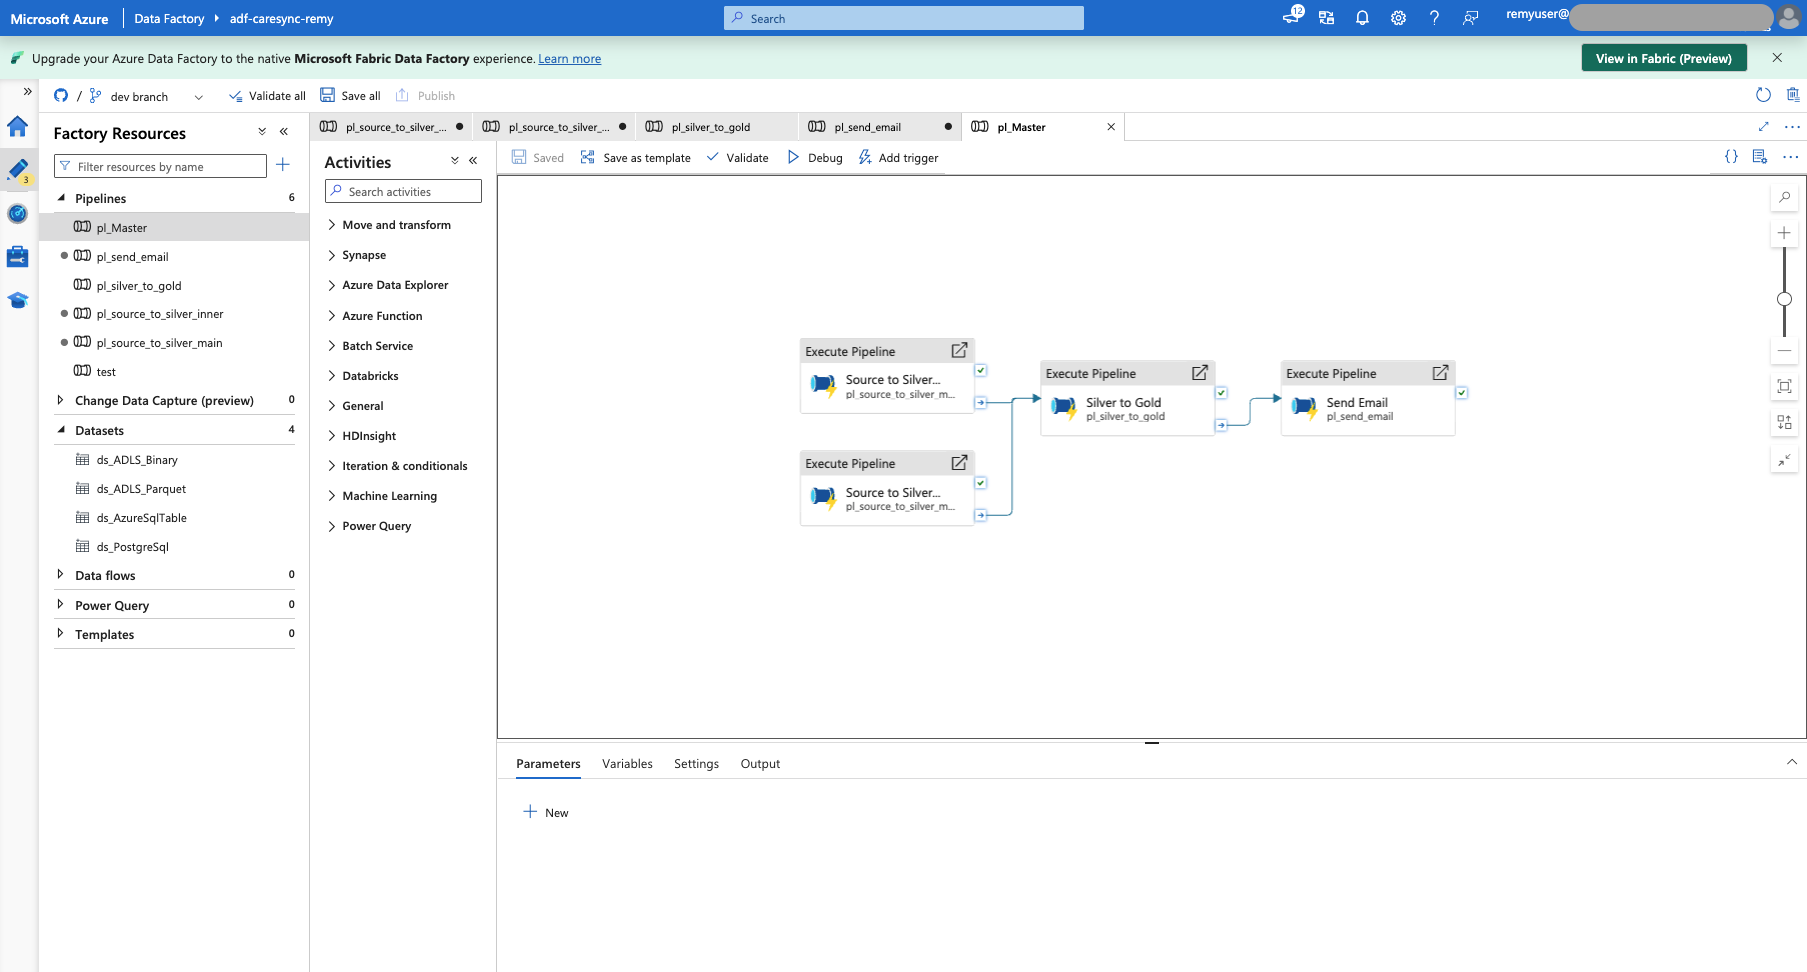 Microsoft Azure
Data Factory
adf-caresync-remy
Search
12
remyuser@
Upgrade your Azure Data Factory to the native Microsoft Fabric Data Factory experience. Learn more
View in Fabric (Preview)
/ dev branch
Validate all
Save all
Publish
3
Factory Resources
Filter resources by name
Pipelines 6
pl_Master
pl_send_email
pl_silver_to_gold
pl_source_to_silver_inner
pl_source_to_silver_main
test
Change Data Capture (preview) 0
Datasets 4
ds_ADLS_Binary
ds_ADLS_Parquet
ds_AzureSqlTable
ds_PostgreSql
Data flows 0
Power Query 0
Templates 0
pl_source_to_silver_...
pl_source_to_silver_...
pl_silver_to_gold
pl_send_email
pl_Master
Activities
Search activities
Move and transform
Synapse
Azure Data Explorer
Azure Function
Batch Service
Databricks
General
HDInsight
Iteration & conditionals
Machine Learning
Power Query
Saved
Save as template
Validate
Debug
Add trigger
Execute Pipeline
Source to Silver...
pl_source_to_silver_m...
Execute Pipeline
Source to Silver...
pl_source_to_silver_m...
Execute Pipeline
Silver to Gold
pl_silver_to_gold
Execute Pipeline
Send Email
pl_send_email
Parameters
Variables
Settings
Output
New